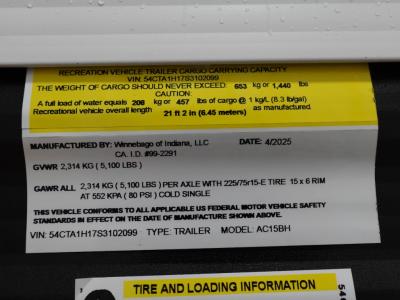 RECREATION VEHICLE TRAILER CARGO CARRYING CAPACITY
VIN: 54CTA1H17S3102099
THE WEIGHT OF CARGO SHOULD NEVER EXCEED: 653 kg or 1,440 lbs
CAUTION:
A full load of water equals 208 kg or 457 lbs of cargo @ 1 kg/L (8.3 lb/gal)
Recreational vehicle overall length 21 ft 2 in (6.45 meters) as manufactured.
MANUFACTURED BY: Winnebago of Indiana, LLC DATE: 4/2025
CA. I.D. #99-2291
GVWR 2,314 KG ( 5,100 LBS )
GAWR ALL 2,314 KG ( 5,100 LBS ) PER AXLE WITH 225/75r15-E TIRE 15 x 6 RIM
AT 552 KPA ( 80 PSI ) COLD SINGLE
THIS VEHICLE CONFORMS TO ALL APPLICABLE US FEDERAL MOTOR VEHICLE SAFETY
STANDARDS IN EFFECT ON THE DATE OF MANUFACTURE SHOWN ABOVE.
VIN: 54CTA1H17S3102099 TYPE: TRAILER MODEL: AC15BH
TIRE AND LOADING INFORMATION